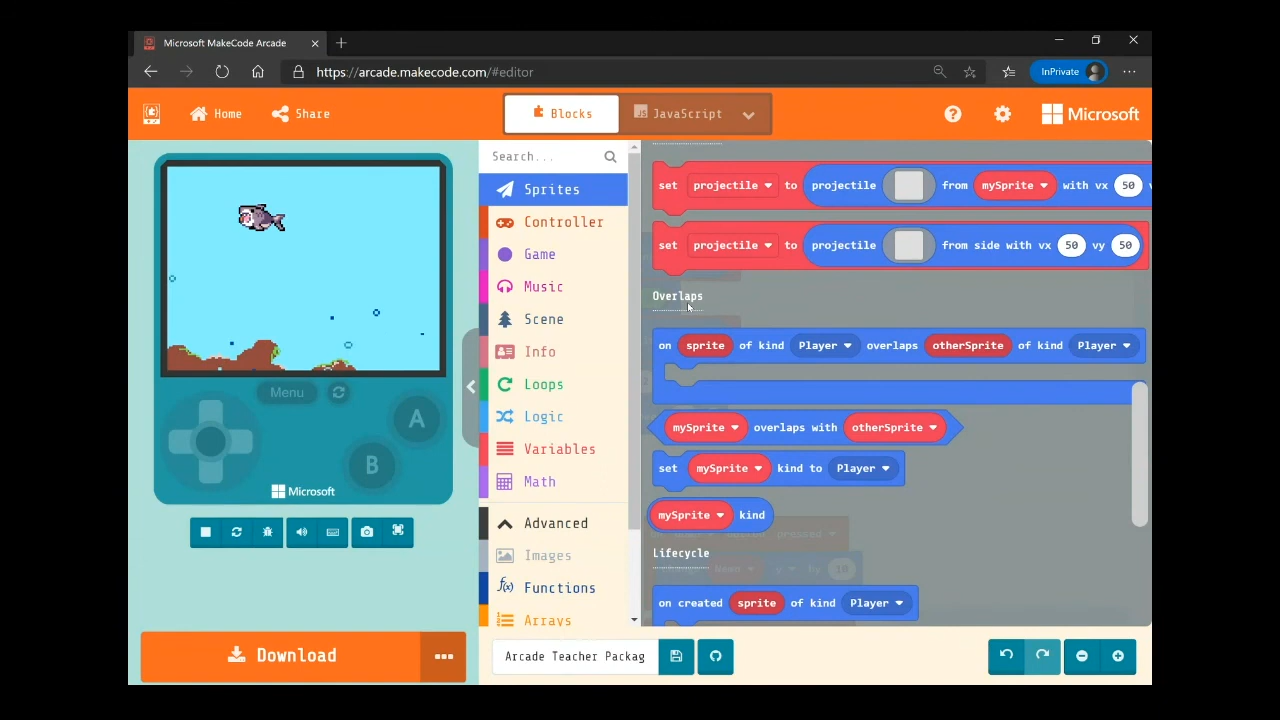 Microsoft MakeCode Arcade
https://arcade.makecode.com/#editor
InPrivate
Home
Share
Blocks
JavaScript
Microsoft
Search...
Sprites
Controller
Game
Music
Scene
Info
Loops
Logic
Variables
Math
Advanced
Images
Functions
Arrays
set projectile to projectile from mySprite with vx 50
set projectile to projectile from side with vx 50 vy 50
Overlaps
on sprite of kind Player overlaps otherSprite of kind Player
mySprite overlaps with otherSprite
set mySprite kind to Player
mySprite kind
Lifecycle
on created sprite of kind Player
Menu
A
B
Microsoft
Download
Arcade Teacher Packag